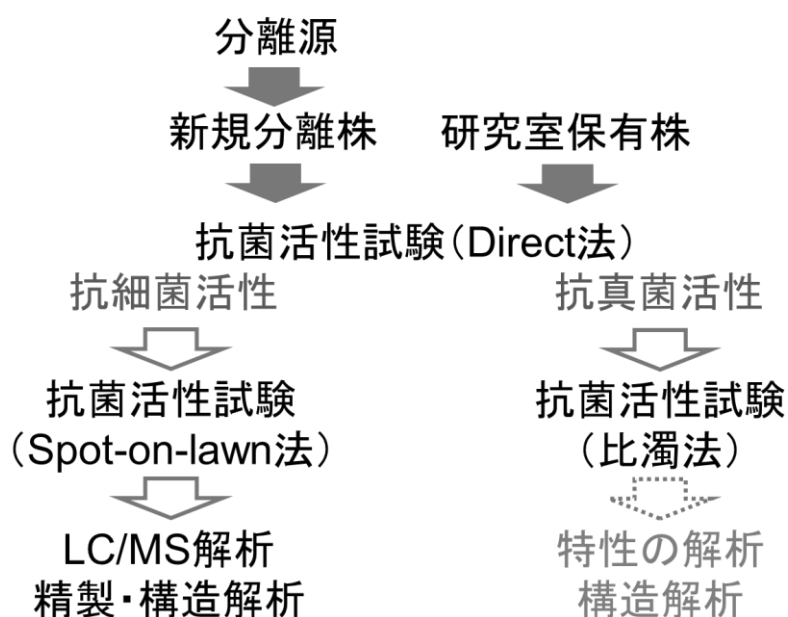 分離源
新規分離株
研究室保有株
抗菌活性試験(Direct法)
抗細菌活性
抗真菌活性
抗菌活性試験
(Spot-on-lawn法)
抗菌活性試験
(比濁法)
LC/MS解析
精製・構造解析
特性の解析
構造解析